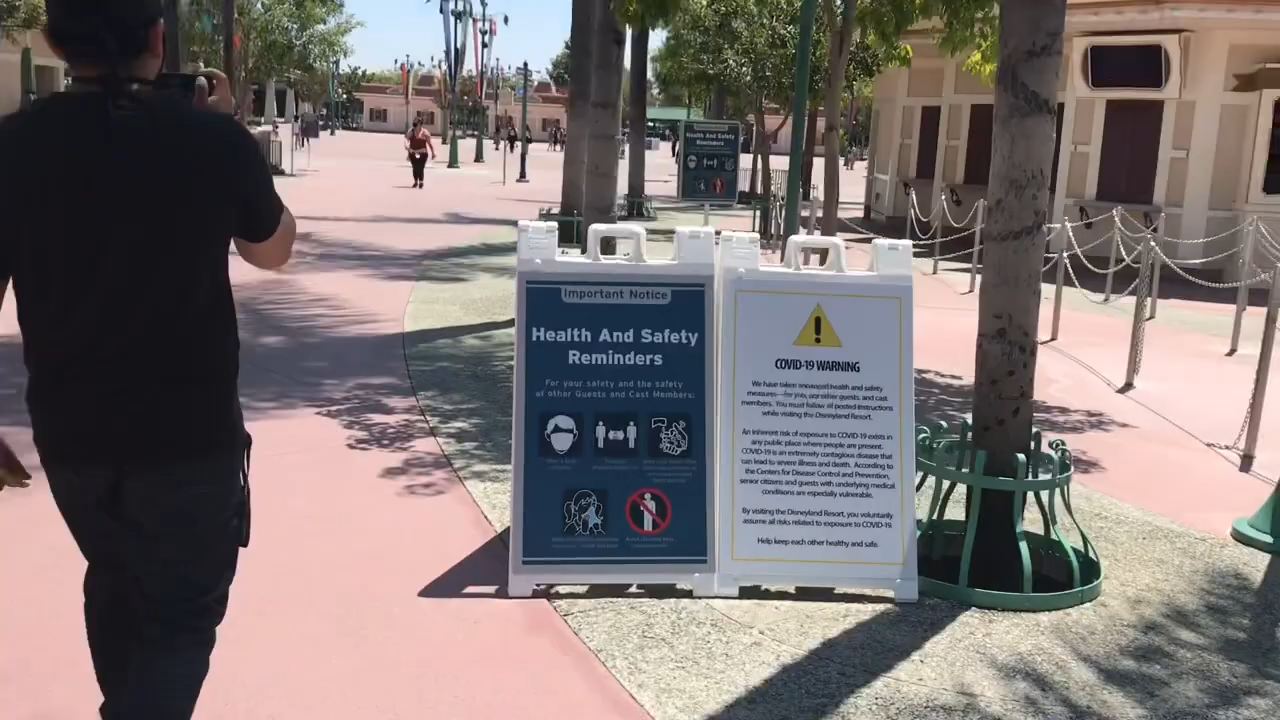 Health And Safety
Reminders
Important Notice
Health And Safety
Reminders
For your safety and the safety
of other Guests and Cast Members:
COVID-19 WARNING
We have taken enhanced health and safety
measures—for you, our other guests, and cast
members. You must follow all posted instructions
while visiting the Disneyland Resort.
An inherent risk of exposure to COVID-19 exists in
any public place where people are present.
COVID-19 is an extremely contagious disease that
can lead to severe illness and death. According to
the Centers for Disease Control and Prevention,
senior citizens and guests with underlying medical
conditions are especially vulnerable.
By visiting the Disneyland Resort, you voluntarily
assume all risks related to exposure to COVID-19.
Help keep each other healthy and safe.